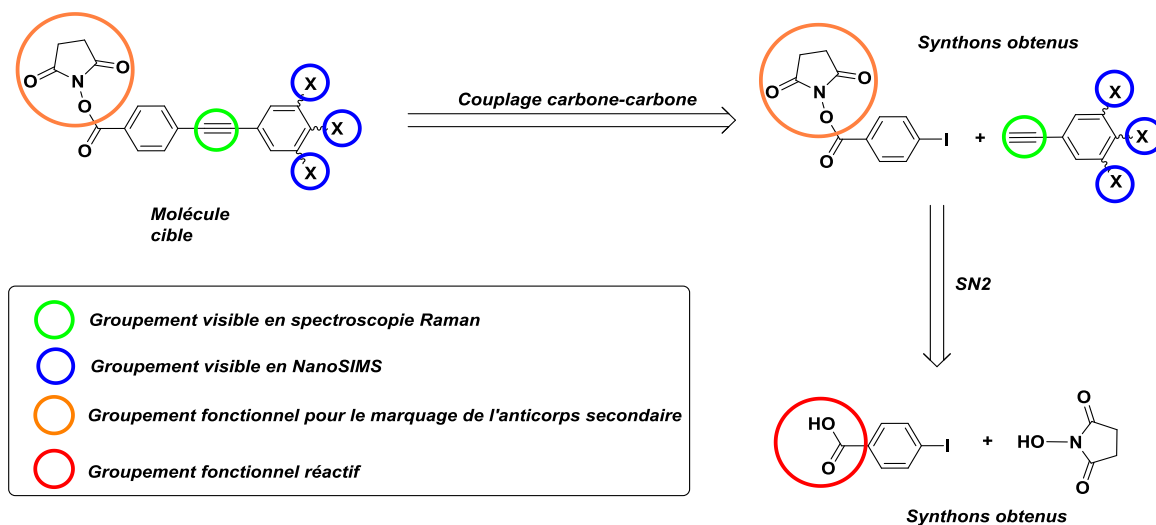 Synthons obtenus
O
N
O
O
O
X
X
X
Couplage carbone-carbone
O
N
O
O
O
I
+
X
X
X
Molécule
cible
SN2
Groupement visible en spectroscopie Raman
Groupement visible en NanoSIMS
Groupement fonctionnel pour le marquage de l'anticorps secondaire
Groupement fonctionnel réactif
HO
O
I
+
HO
N
O
O
Synthons obtenus